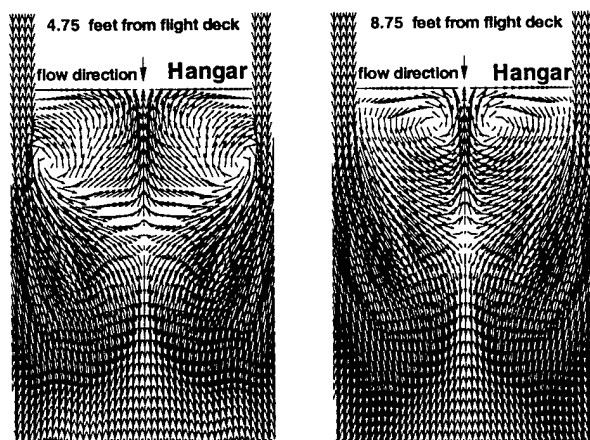 4.75 feet from flight deck
flow direction Hangar
8.75 feet from flight deck
flow direction Hangar